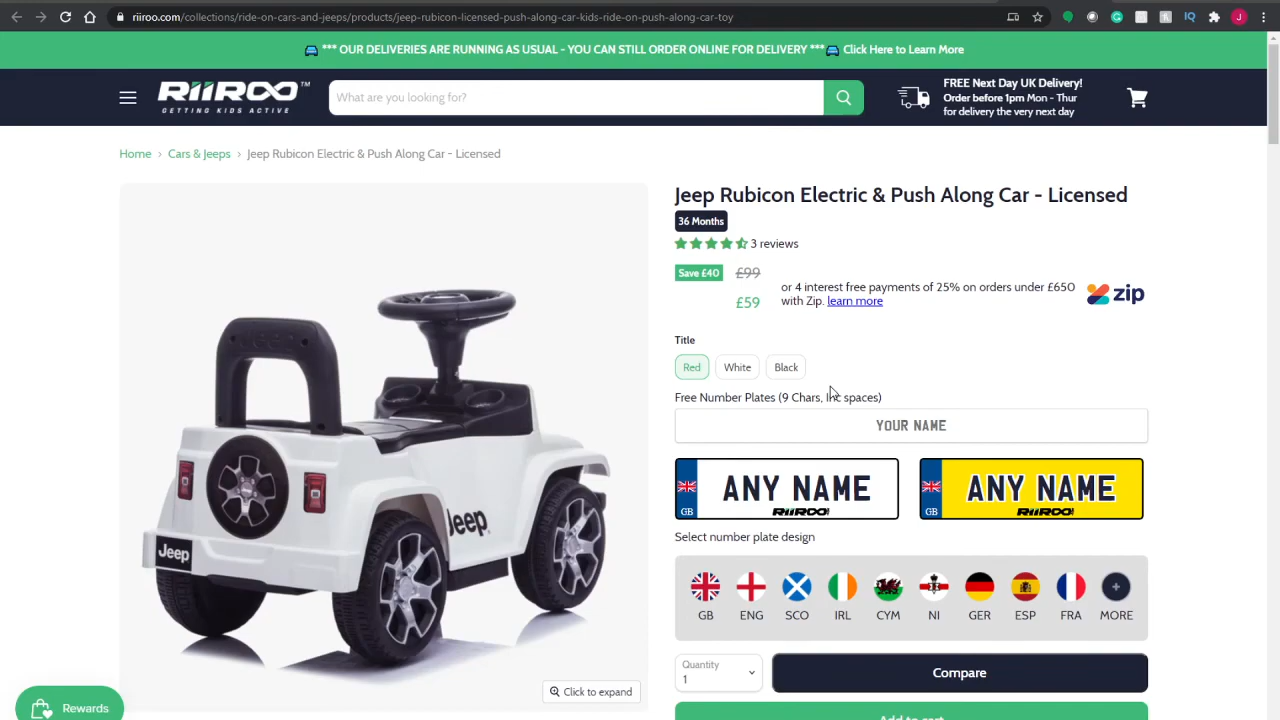 riiroo.com/collections/ride-on-cars-and-jeeps/products/jeep-rubicon-licensed-push-along-car-kids-ride-on-push-along-car-toy
IQ
J
*** OUR DELIVERIES ARE RUNNING AS USUAL - YOU CAN STILL ORDER ONLINE FOR DELIVERY *** Click Here to Learn More
RiiROO™
GETTING KIDS ACTIVE
What are you looking for?
FREE Next Day UK Delivery!
Order before 1pm Mon - Thur
for delivery the very next day
Home › Cars & Jeeps › Jeep Rubicon Electric & Push Along Car - Licensed
Jeep Rubicon Electric & Push Along Car - Licensed
36 Months
3 reviews
Save £40 £99
£59
or 4 interest free payments of 25% on orders under £650
with Zip. learn more
zip
Title
Red White Black
Free Number Plates (9 Chars, Inc spaces)
YOUR NAME
GB ANY NAME RiiROO!
GB ANY NAME RiiROO!
Select number plate design
GB ENG SCO IRL CYM NI GER ESP FRA MORE
Quantity
1
Compare
Add to cart
Jeep
Jeep
Jeep
Click to expand
Rewards